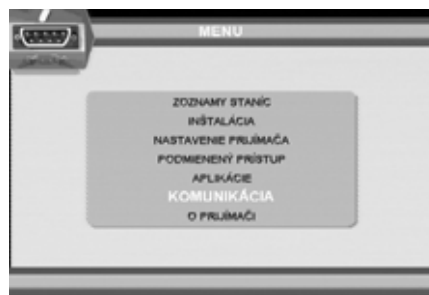 MENU
ZOZNAMY STANÍC
INŠTALÁCIA
NASTAVENIE PRIJÍMAČA
PODMIENENÝ PRÍSTUP
APLIKÁCIE
KOMUNIKÁCIA
O PRIJÍMAČI